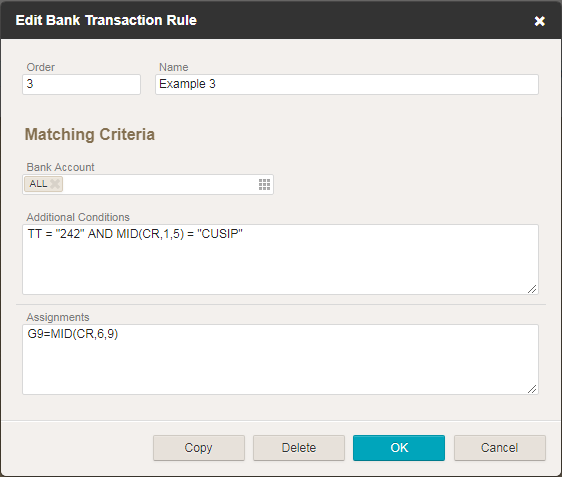 Edit Bank Transaction Rule
Order
Name
3
Example 3
Matching Criteria
Bank Account
ALL
Additional Conditions
TT = "242" AND MID(CR,1,5) = "CUSIP"
Assignments
G9=MID(CR,6,9)
Copy
Delete
OK
Cancel